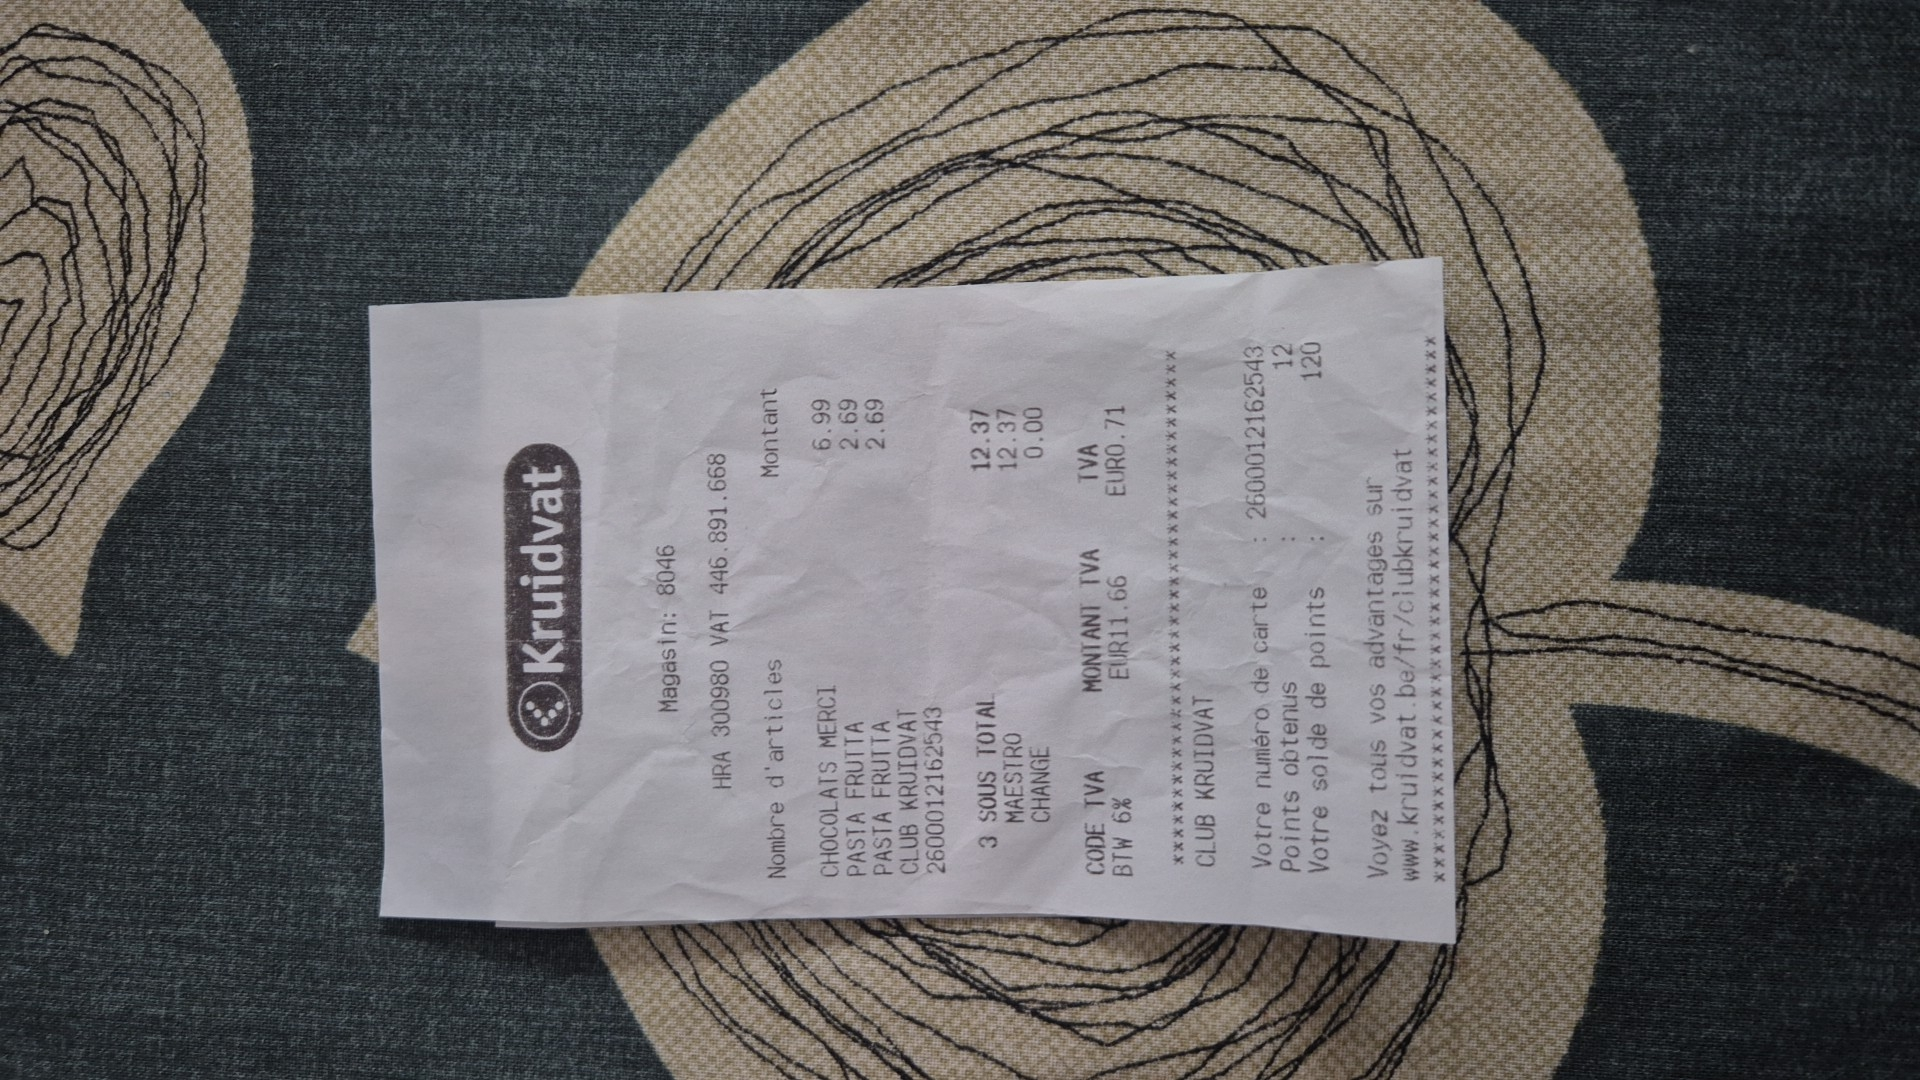 Kruidvat
Magasin: 8046
HRA 300980 VAT 446.891.668
Nombre d'articles Montant
CHOCOLATS MERCI 6.99
PASTA FRUTTA 2.69
PASTA FRUTTA 2.69
CLUB KRUIDVAT
2600012162543
3 SOUS TOTAL 12.37
MAESTRO 12.37
CHANGE 0.00
CODE TVA MONTANT TVA TVA
BTW 6% EUR11.66 EUR0.71
****************************************
CLUB KRUIDVAT
Votre numéro de carte : 2600012162543
Points obtenus : 12
Votre solde de points : 120
Voyez tous vos advantages sur
www.kruidvat.be/fr/clubkruidvat
****************************************